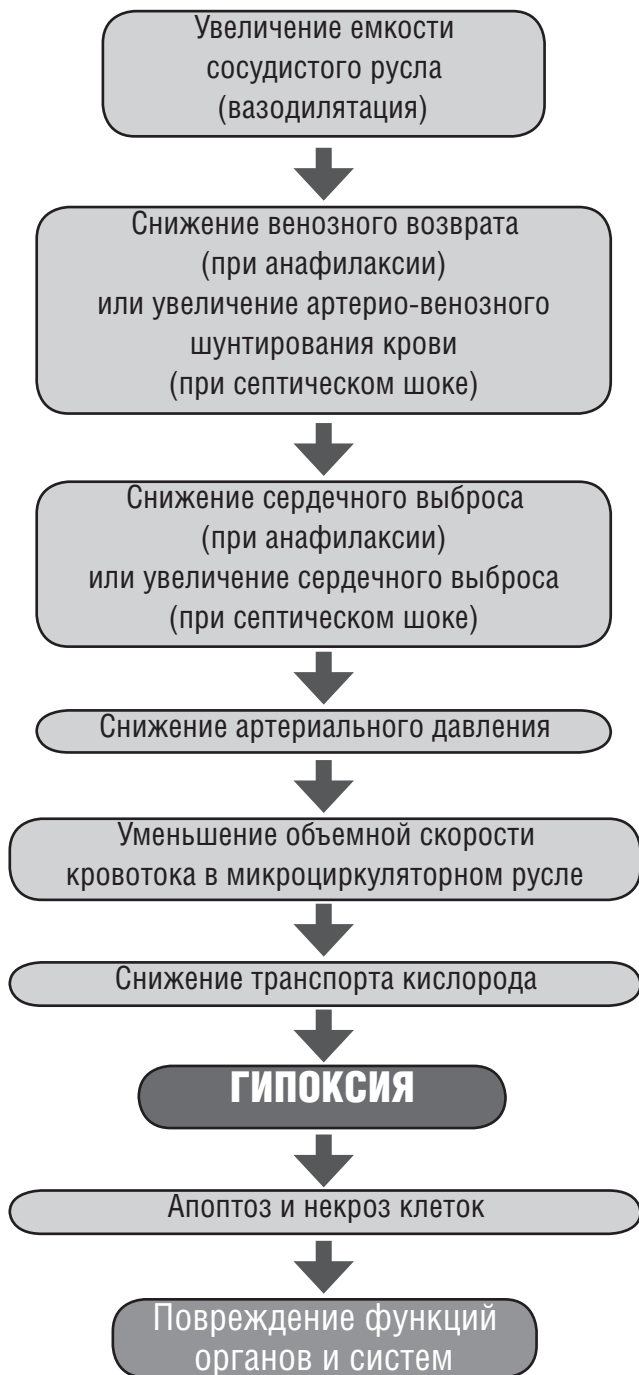 Увеличение емкости
сосудистого русла
(вазодилятация)
Снижение венозного возврата
(при анафилаксии)
или увеличение артерио-венозного
шунтирования крови
(при септическом шоке)
Снижение сердечного выброса
(при анафилаксии)
или увеличение сердечного выброса
(при септическом шоке)
Снижение артериального давления
Уменьшение объемной скорости
кровотока в микроциркуляторном русле
Снижение транспорта кислорода
ГИПОКСИЯ
Апоптоз и некроз клеток
Повреждение функций
органов и систем